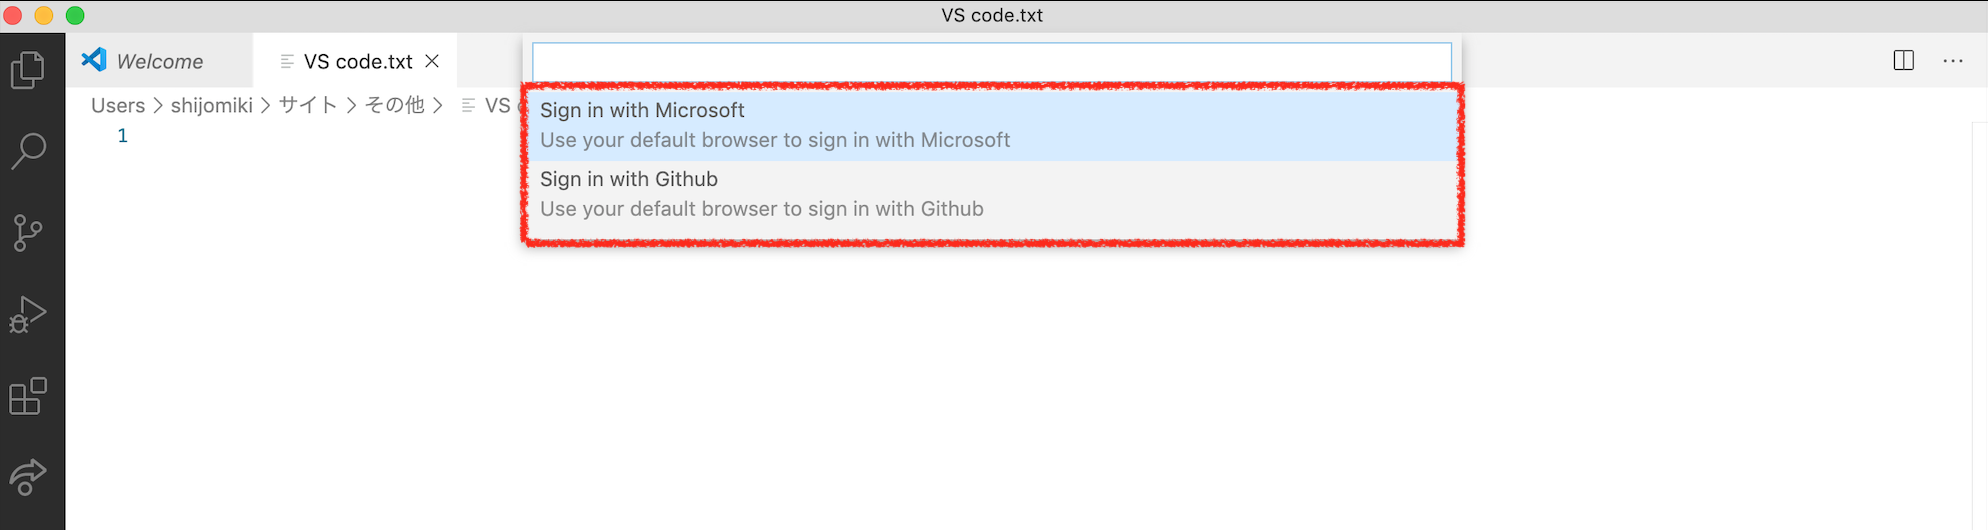 VS code.txt
Welcome
VS code.txt
Users > shijomiki > サイト > その他 > VS
1
Sign in with Microsoft
Use your default browser to sign in with Microsoft
Sign in with Github
Use your default browser to sign in with Github